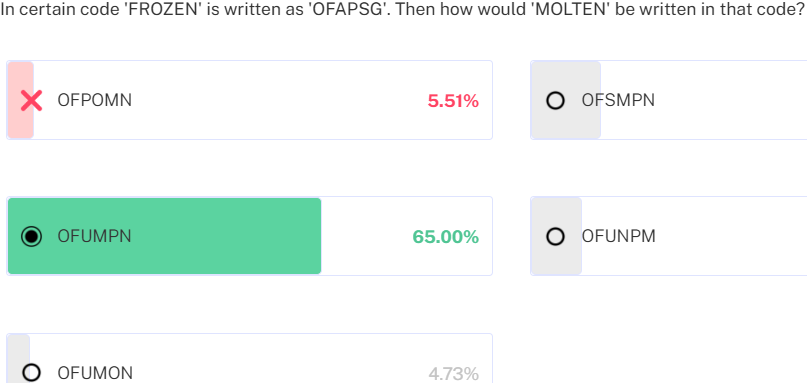 In certain code 'FROZEN' is written as 'OFAPSG'. Then how would 'MOLTEN' be written in that code?
OFPOMN 5.51%
OFSMPN
OFUMPN 65.00%
OFUNPM
OFUMON 4.73%